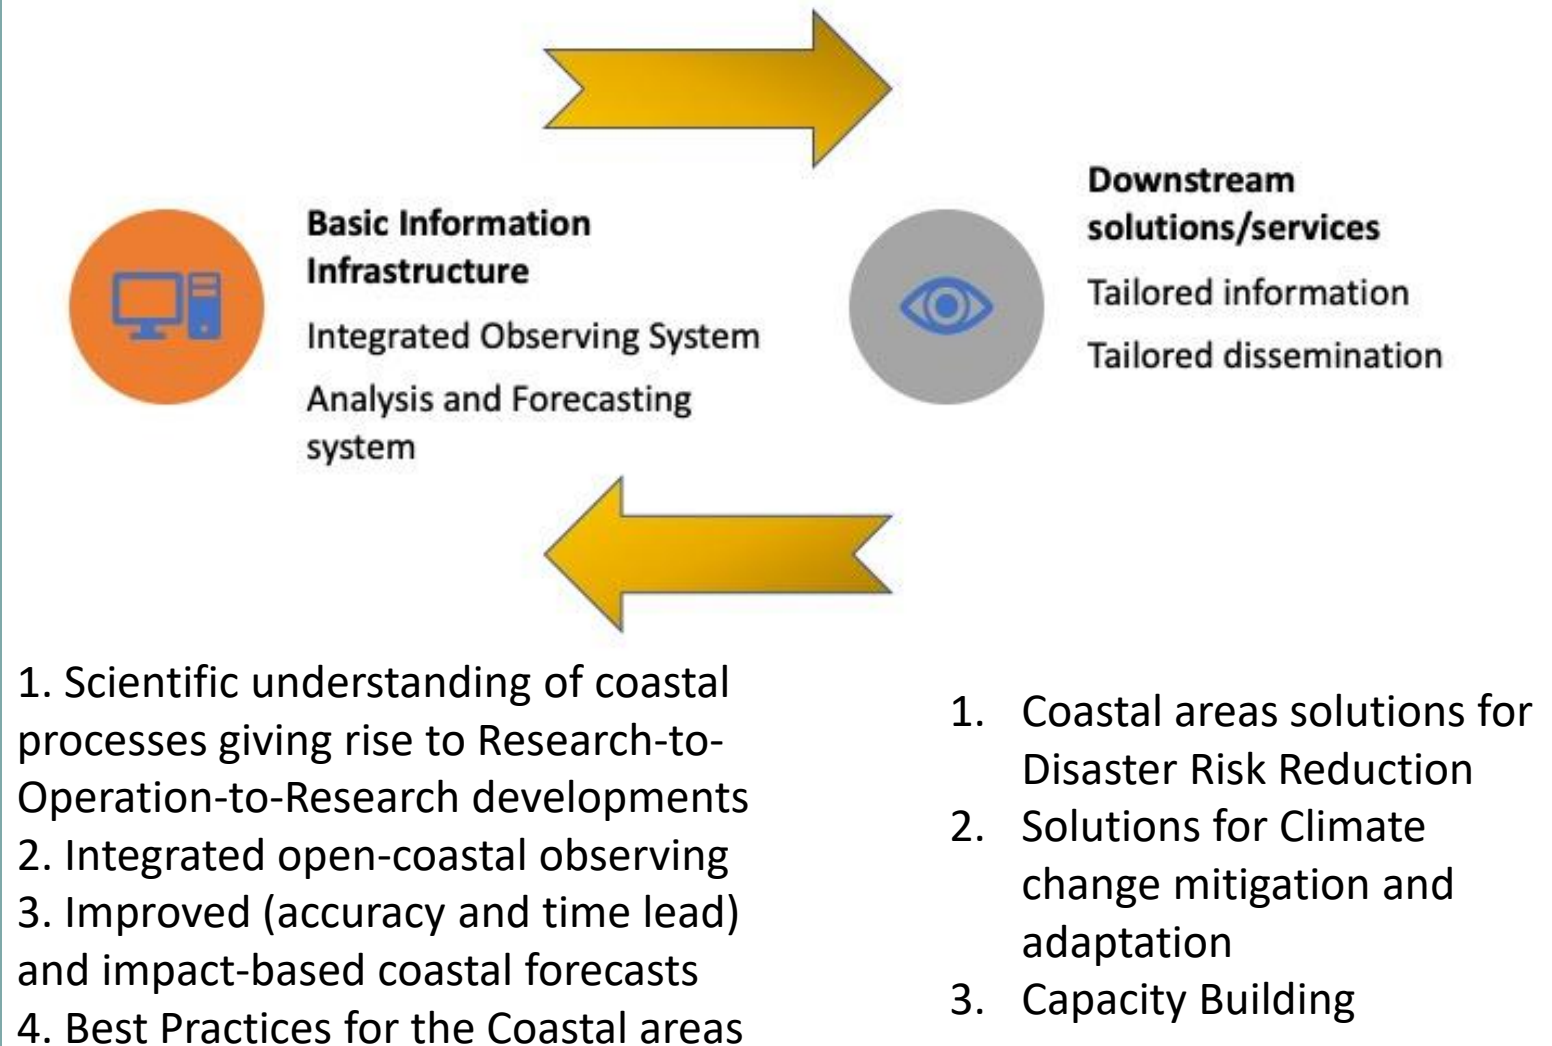 Basic Information
Infrastructure
Integrated Observing System
Analysis and Forecasting
system
Downstream
solutions/services
Tailored information
Tailored dissemination
1. Scientific understanding of coastal
processes giving rise to Research-to-
Operation-to-Research developments
2. Integrated open-coastal observing
3. Improved (accuracy and time lead)
and impact-based coastal forecasts
4. Best Practices for the Coastal areas
1. Coastal areas solutions for
Disaster Risk Reduction
2. Solutions for Climate
change mitigation and
adaptation
3. Capacity Building